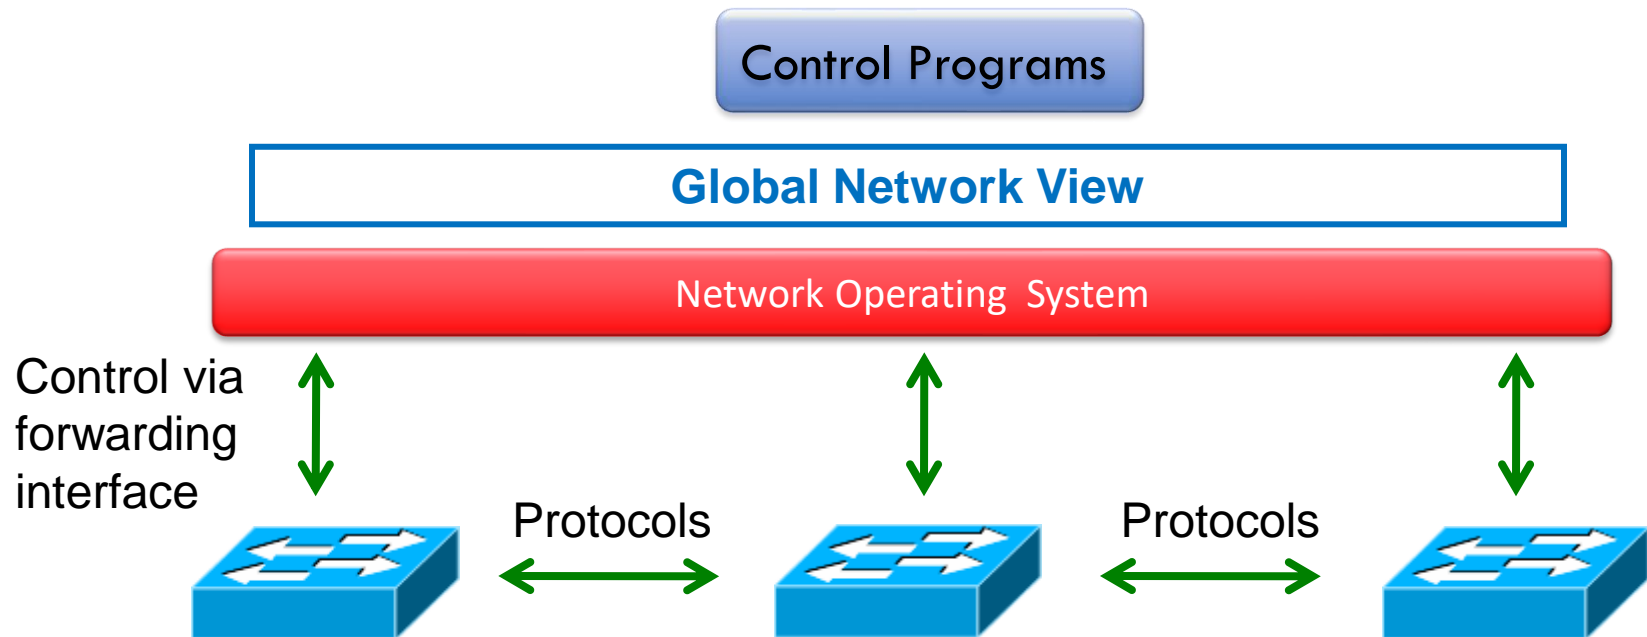 Control Programs
Global Network View
Network Operating System
Control via
forwarding
interface
Protocols
Protocols